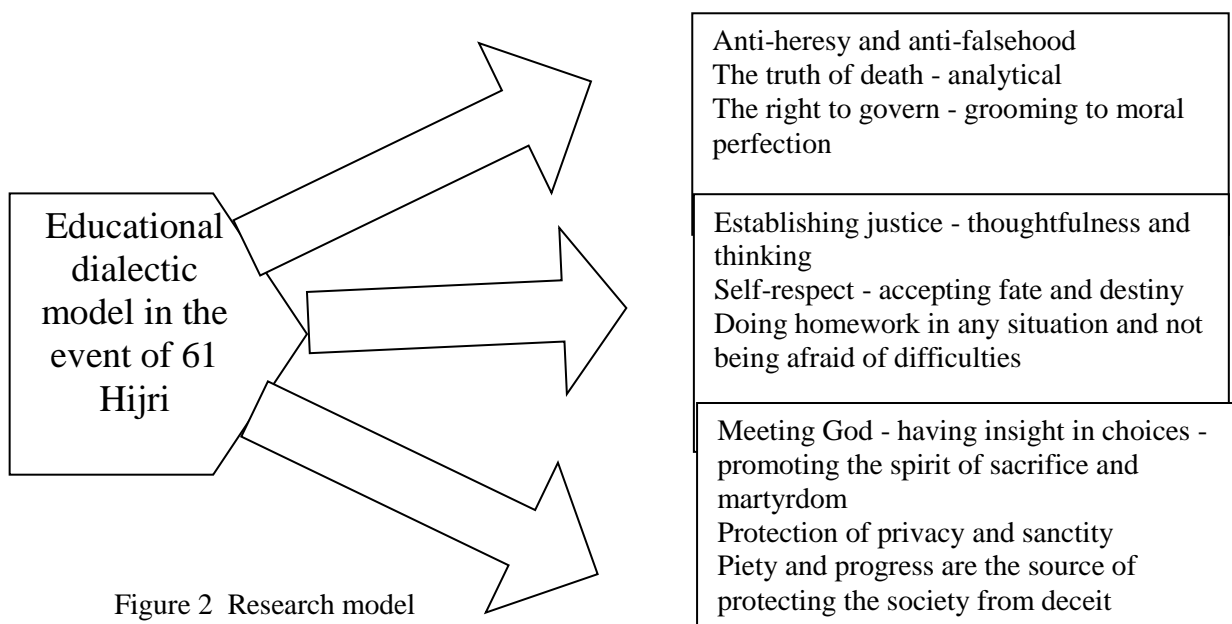 Educational
dialectic
model in the
event of 61
Hijri
Anti-heresy and anti-falsehood
The truth of death - analytical
The right to govern - grooming to moral
perfection
Establishing justice - thoughtfulness and
thinking
Self-respect - accepting fate and destiny
Doing homework in any situation and not
being afraid of difficulties
Meeting God - having insight in choices -
promoting the spirit of sacrifice and
martyrdom
Protection of privacy and sanctity
Piety and progress are the source of
protecting the society from deceit
Figure 2  Research model